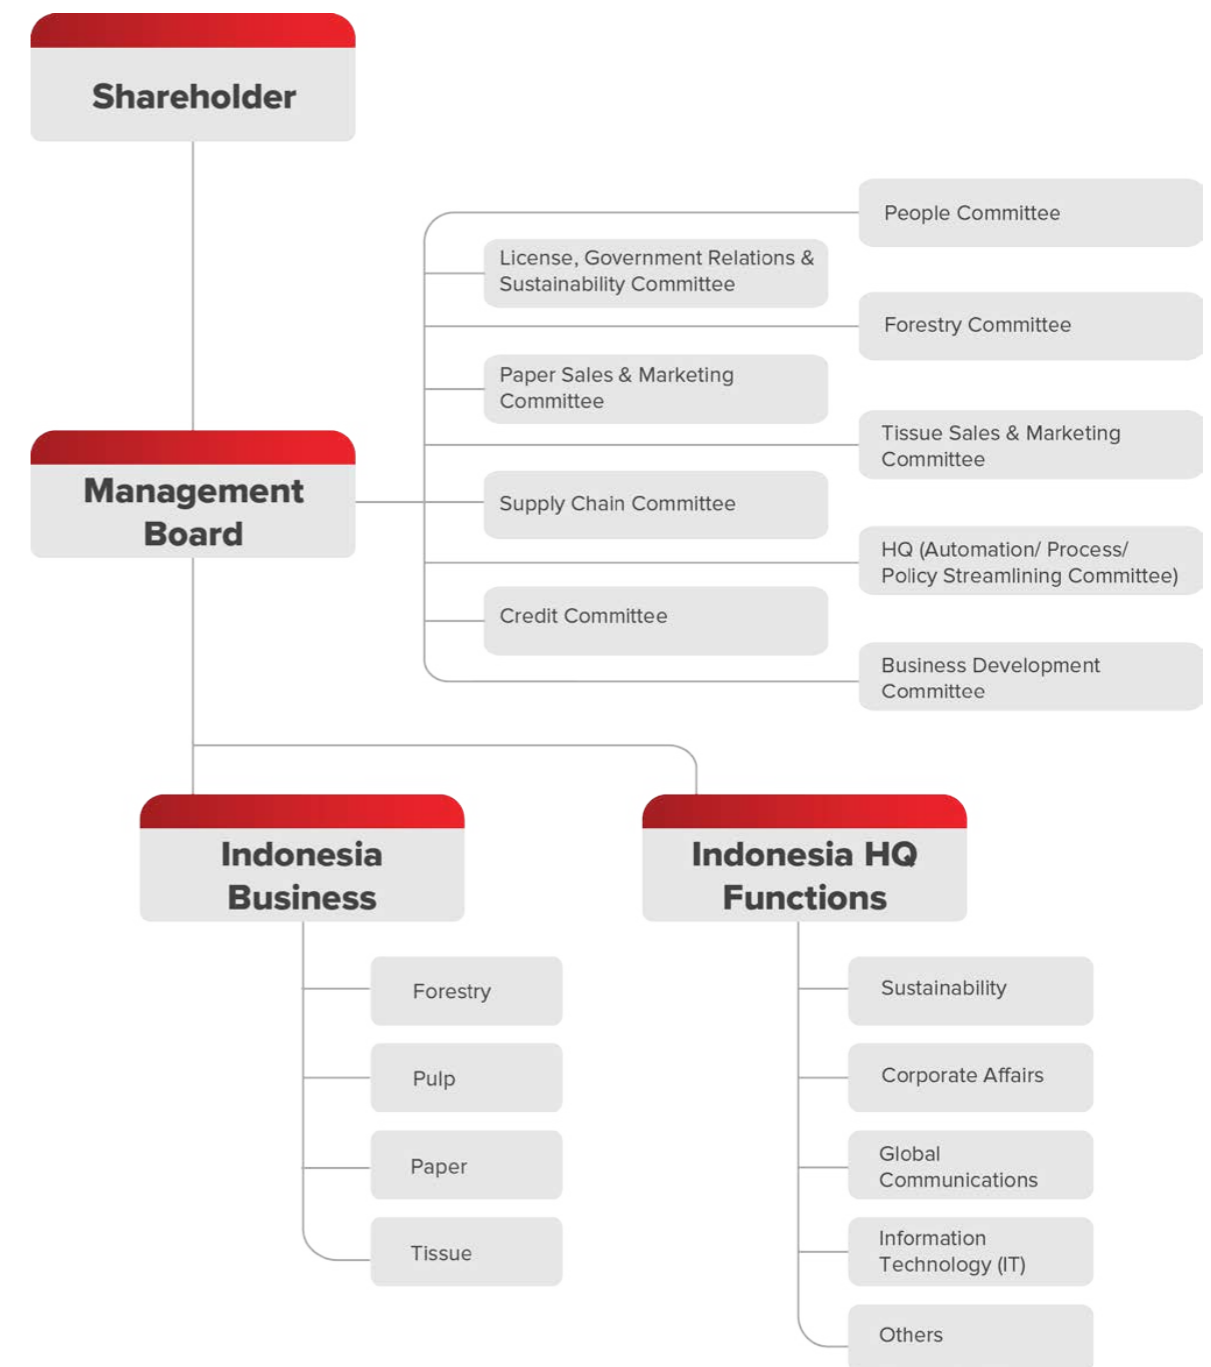 Shareholder
People Committee
License, Government Relations &
Sustainability Committee
Forestry Committee
Paper Sales & Marketing
Committee
Tissue Sales & Marketing
Committee
Management
Board
Supply Chain Committee
HQ (Automation/ Process/
Policy Streamlining Committee)
Credit Committee
Business Development
Committee
Indonesia
Business
Forestry
Pulp
Paper
Tissue
Indonesia HQ
Functions
Sustainability
Corporate Affairs
Global
Communications
Information
Technology (IT)
Others